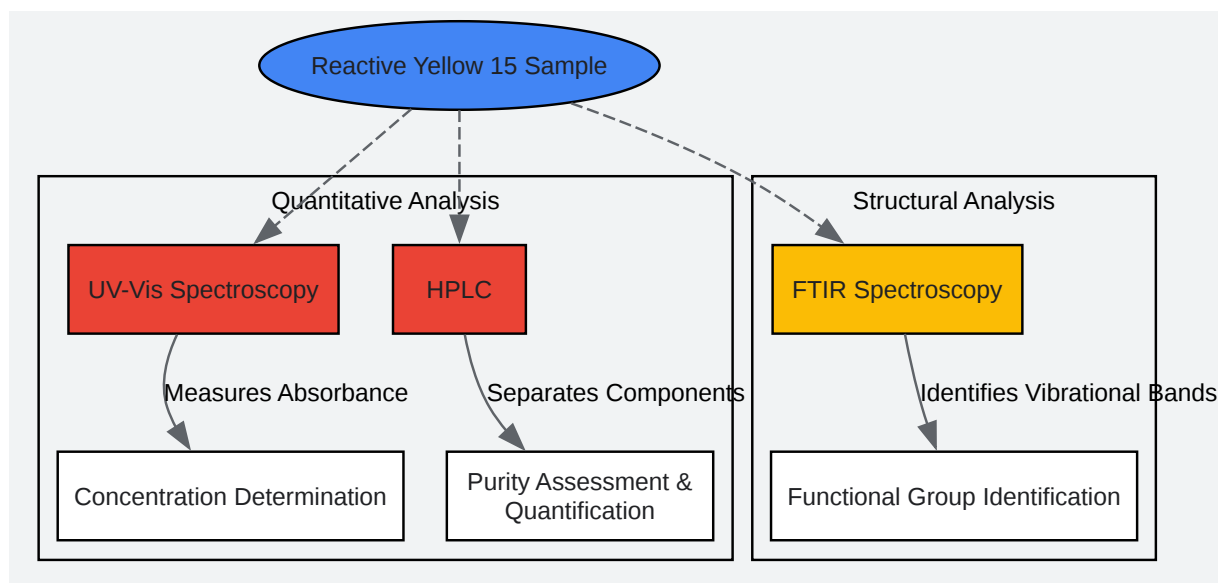 Reactive Yellow 15 Sample
Quantitative Analysis
Structural Analysis
UV-Vis Spectroscopy
HPLC
FTIR Spectroscopy
Measures Absorbance
Separates Components
Identifies Vibrational Bands
Concentration Determination
Purity Assessment &
Quantification
Functional Group Identification